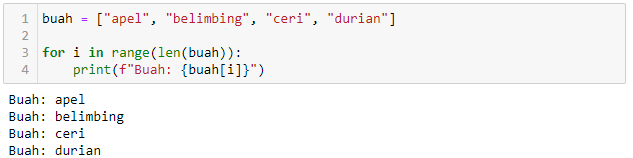 1 buah = ["apel", "belimbing", "ceri", "durian"]
2
3 for i in range(len(buah)):
4     print(f"Buah: {buah[i]}")
Buah: apel
Buah: belimbing
Buah: ceri
Buah: durian